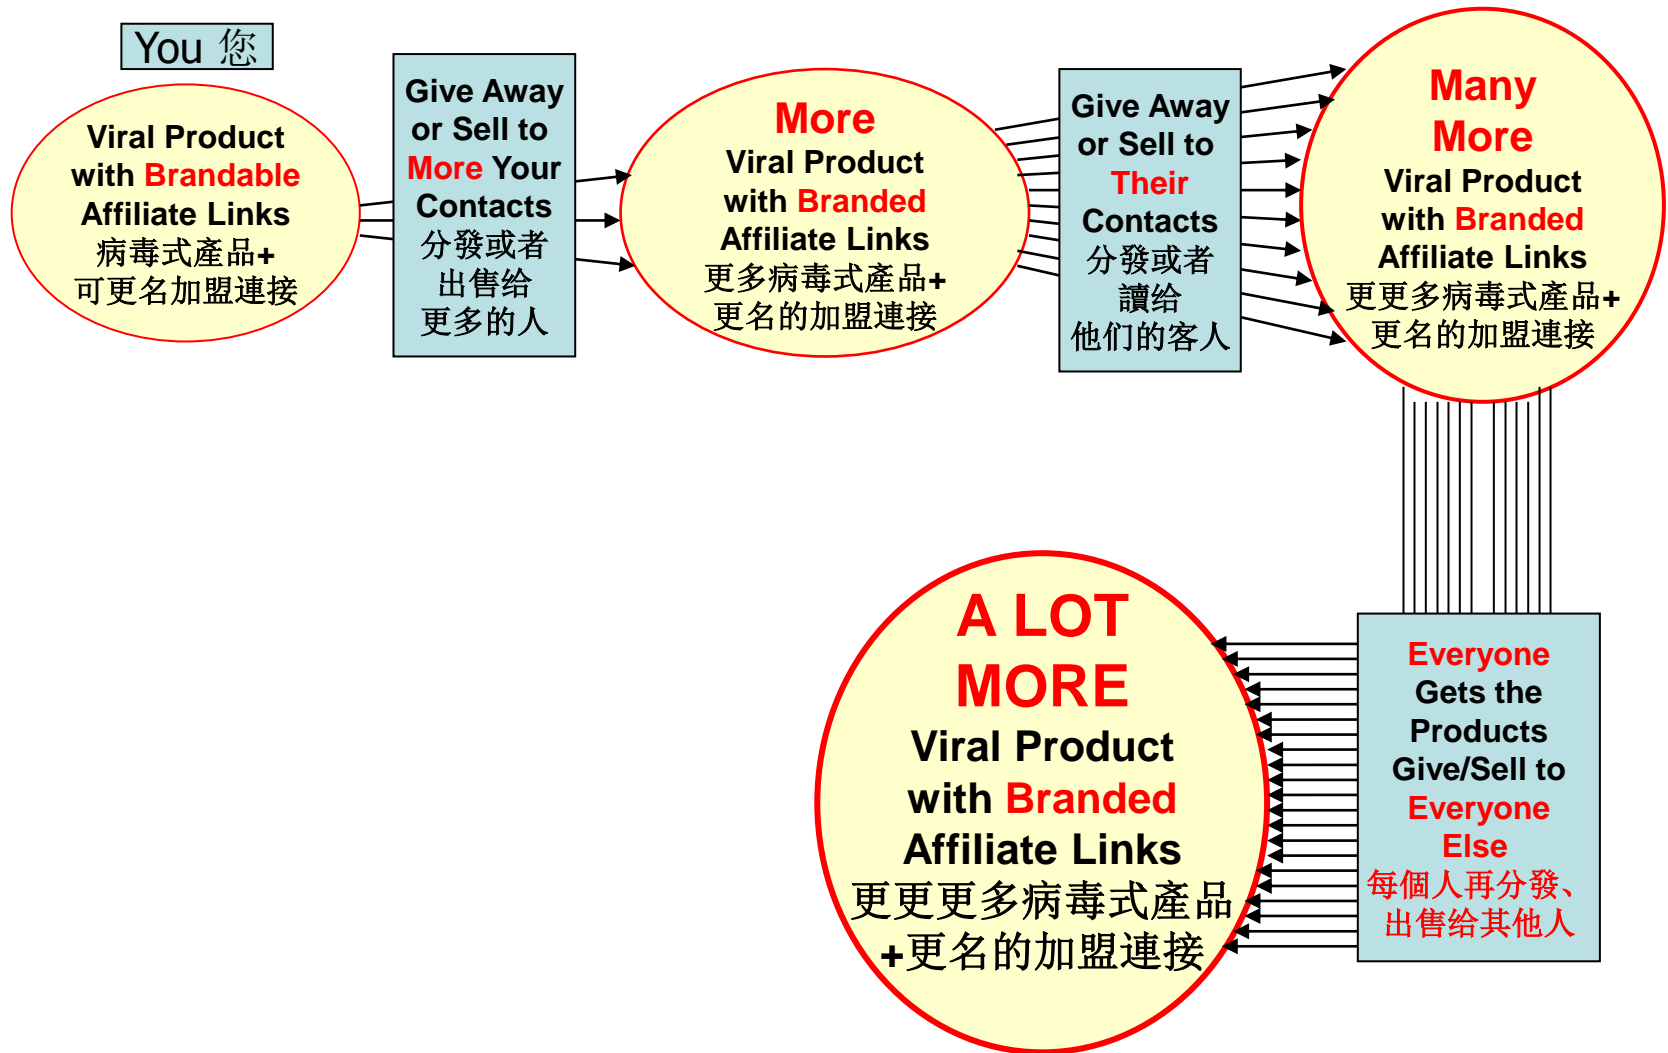 You 您
Viral Product
with Brandable
Affiliate Links
病毒式產品+
可更名加盟連接
Give Away
or Sell to
More Your
Contacts
分發或者
出售给
更多的人
More
Viral Product
with Branded
Affiliate Links
更多病毒式產品+
更名的加盟連接
Give Away
or Sell to
Their
Contacts
分發或者
讀给
他们的客人
Many
More
Viral Product
with Branded
Affiliate Links
更更多病毒式產品+
更名的加盟連接
Everyone
Gets the
Products
Give/Sell to
Everyone
Else
每個人再分發、
出售给其他人
A LOT
MORE
Viral Product
with Branded
Affiliate Links
更更更多病毒式產品
+更名的加盟連接